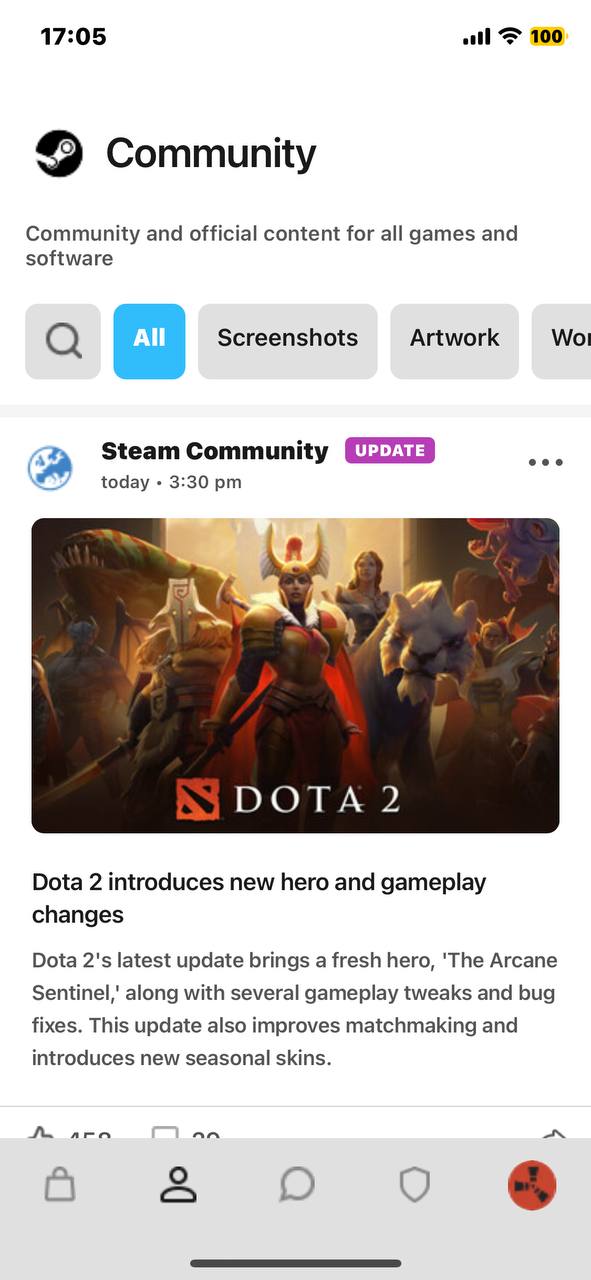 17:05
100
Community
Community and official content for all games and
software
All
Screenshots
Artwork
Steam Community
UPDATE
today • 3:30 pm
DOTA 2
Dota 2 introduces new hero and gameplay
changes
Dota 2's latest update brings a fresh hero, 'The Arcane
Sentinel,' along with several gameplay tweaks and bug
fixes. This update also improves matchmaking and
introduces new seasonal skins.